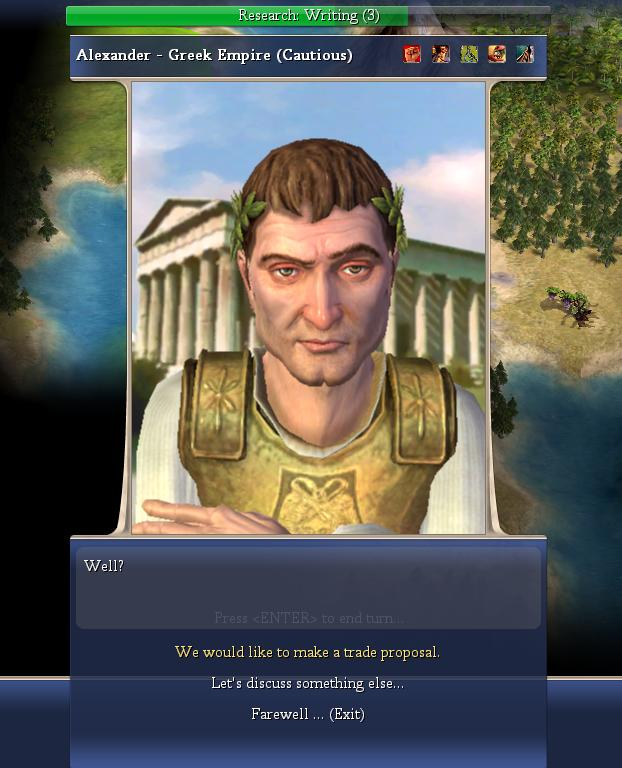 Research: Writing (3)
Alexander - Greek Empire (Cautious)
Well?
Press <ENTER> to end turn...
We would like to make a trade proposal.
Let's discuss something else...
Farewell ... (Exit)